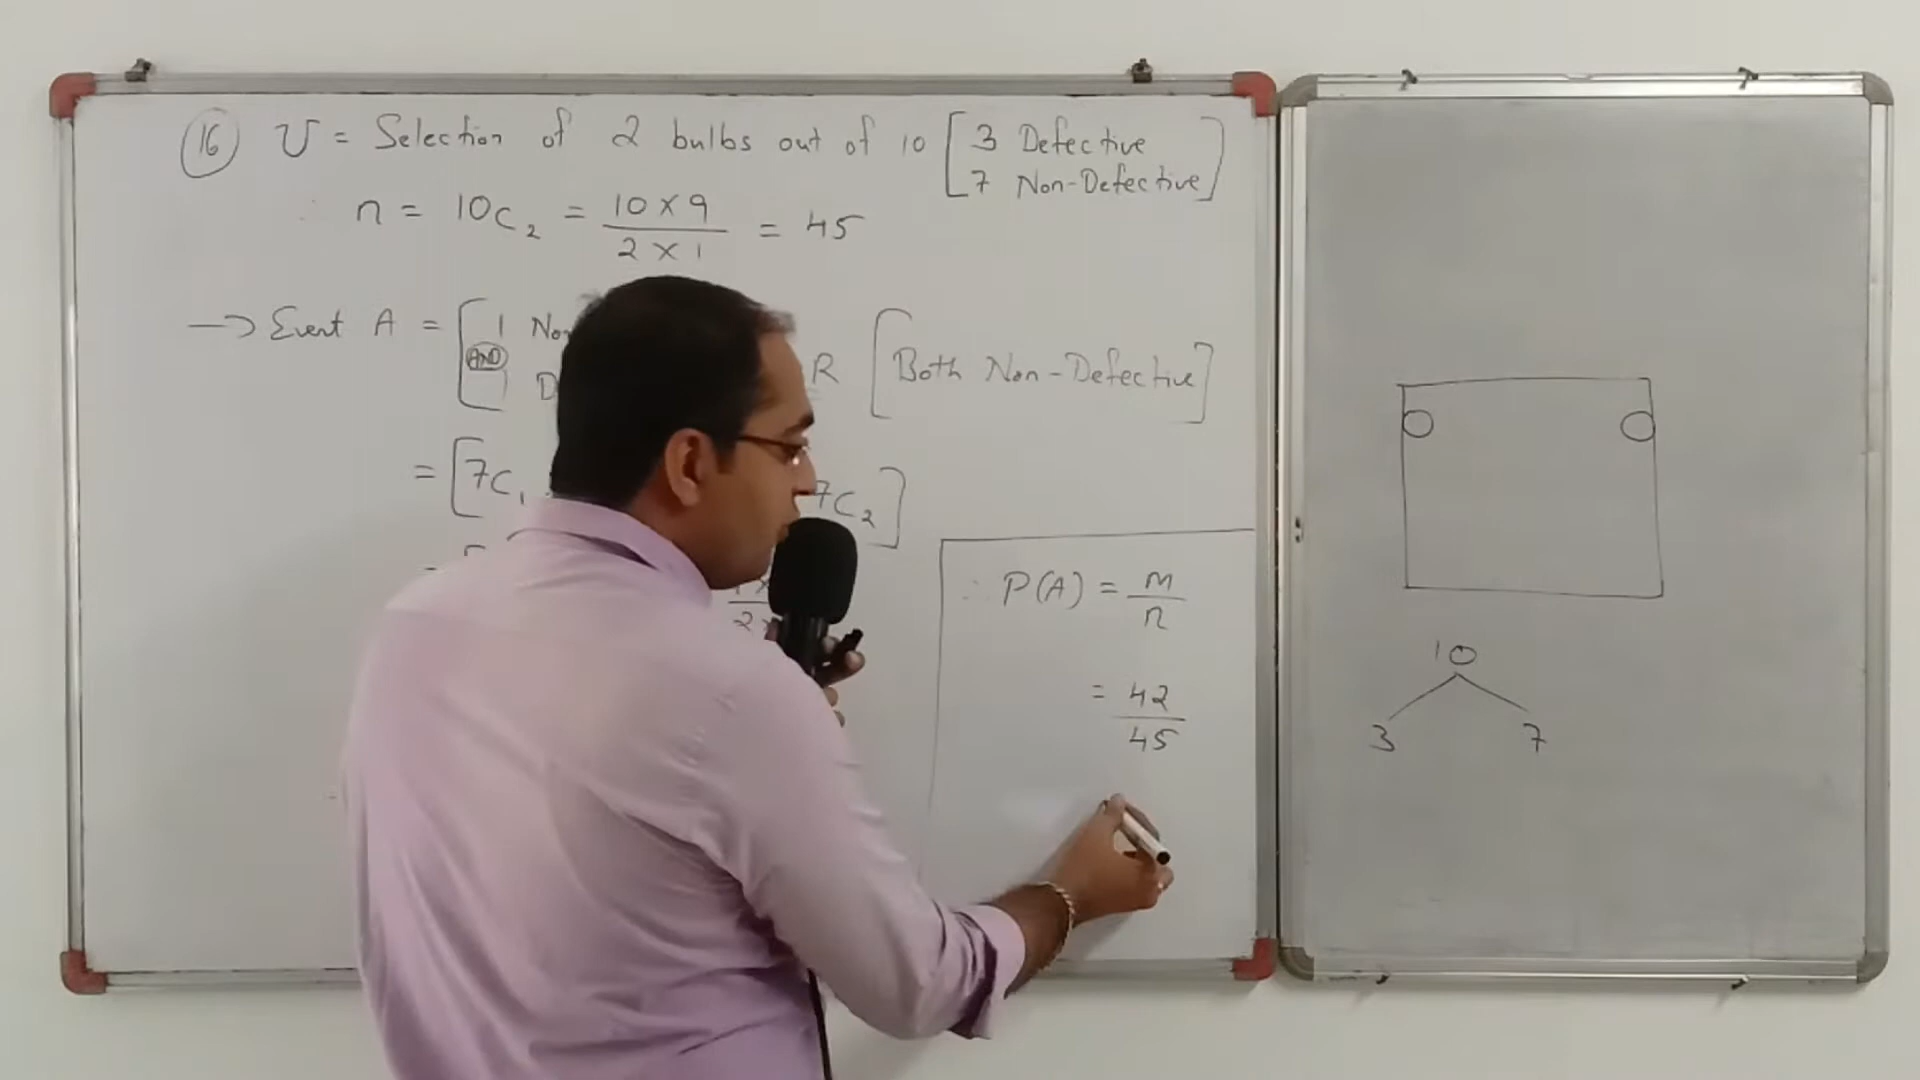 16 U = Selection of 2 bulbs out of 10 [ 3 Defective
7 Non-Defective ]
∴ n = 10C₂ = 10 × 9 / 2 × 1 = 45
→ Event A = [ 1
AND
1 D R [ Both Non-Defective ]
= [ 7C₁ 7C₂ ]
∴ P(A) = m / n
= 42 / 45
10
3 7